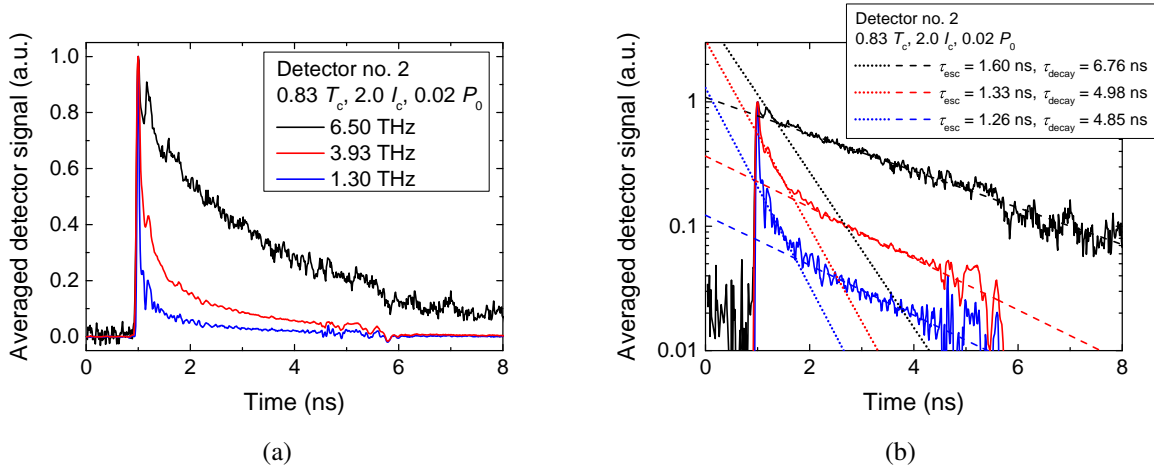 Averaged detector signal (a.u.)
1.0
0.8
0.6
0.4
0.2
0.0
Detector no. 2
0.83 T_c, 2.0 I_c, 0.02 P_0
6.50 THz
3.93 THz
1.30 THz
0 2 4 6 8
Time (ns)
(a)
Averaged detector signal (a.u.)
1
0.1
0.01
Detector no. 2
0.83 T_c, 2.0 I_c, 0.02 P_0
τ_esc = 1.60 ns, τ_decay = 6.76 ns
τ_esc = 1.33 ns, τ_decay = 4.98 ns
τ_esc = 1.26 ns, τ_decay = 4.85 ns
0 2 4 6 8
Time (ns)
(b)